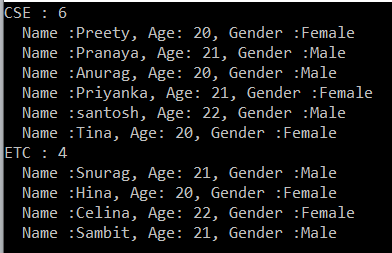 CSE : 6
  Name :Preety, Age: 20, Gender :Female
  Name :Pranaya, Age: 21, Gender :Male
  Name :Anurag, Age: 20, Gender :Male
  Name :Priyanka, Age: 21, Gender :Female
  Name :santosh, Age: 22, Gender :Male
  Name :Tina, Age: 20, Gender :Female
ETC : 4
  Name :Snurag, Age: 21, Gender :Male
  Name :Hina, Age: 20, Gender :Female
  Name :Celina, Age: 22, Gender :Female
  Name :Sambit, Age: 21, Gender :Male